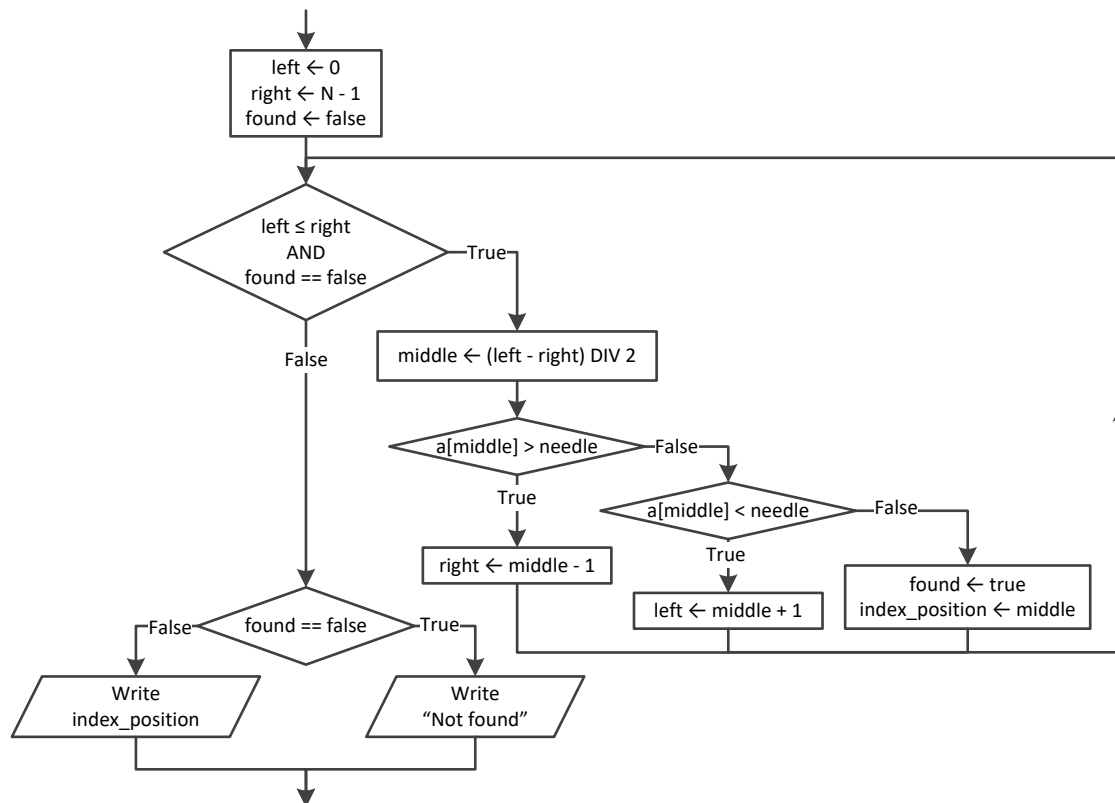 left ← 0
right ← N - 1
found ← false
left ≤ right
AND
found == false
True
False
middle ← (left - right) DIV 2
a[middle] > needle
False
True
a[middle] < needle
False
True
right ← middle - 1
left ← middle + 1
found ← true
index_position ← middle
found == false
False
True
Write
index_position
Write
“Not found”